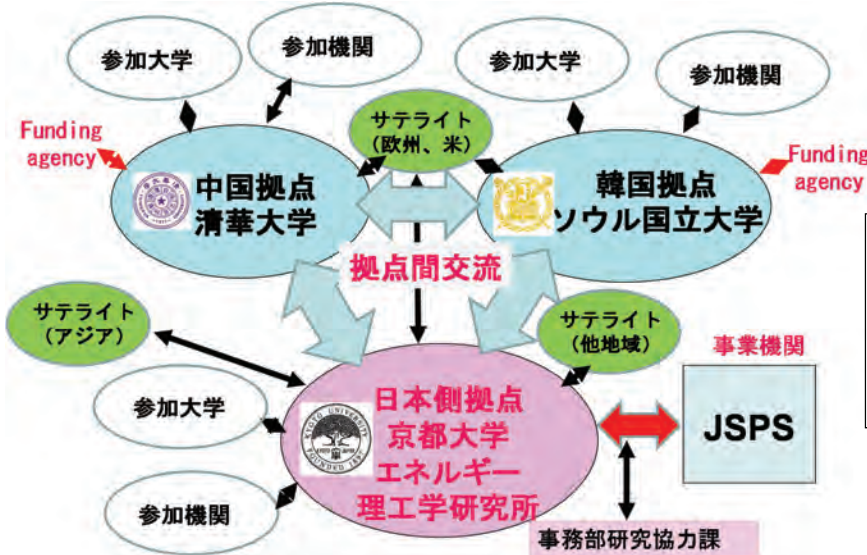 参加大学
参加機関
参加大学
参加機関
Funding
agency
サテライト
(欧州、米)
Funding
agency
中国拠点
清華大学
韓国拠点
ソウル国立大学
拠点間交流
サテライト
(アジア)
サテライト
(他地域)
事業機関
参加大学
日本側拠点
京都大学
エネルギー
理工学研究所
JSPS
参加機関
事務部研究協力課
KYOTO UNIVERSITY
FOUNDED 1897